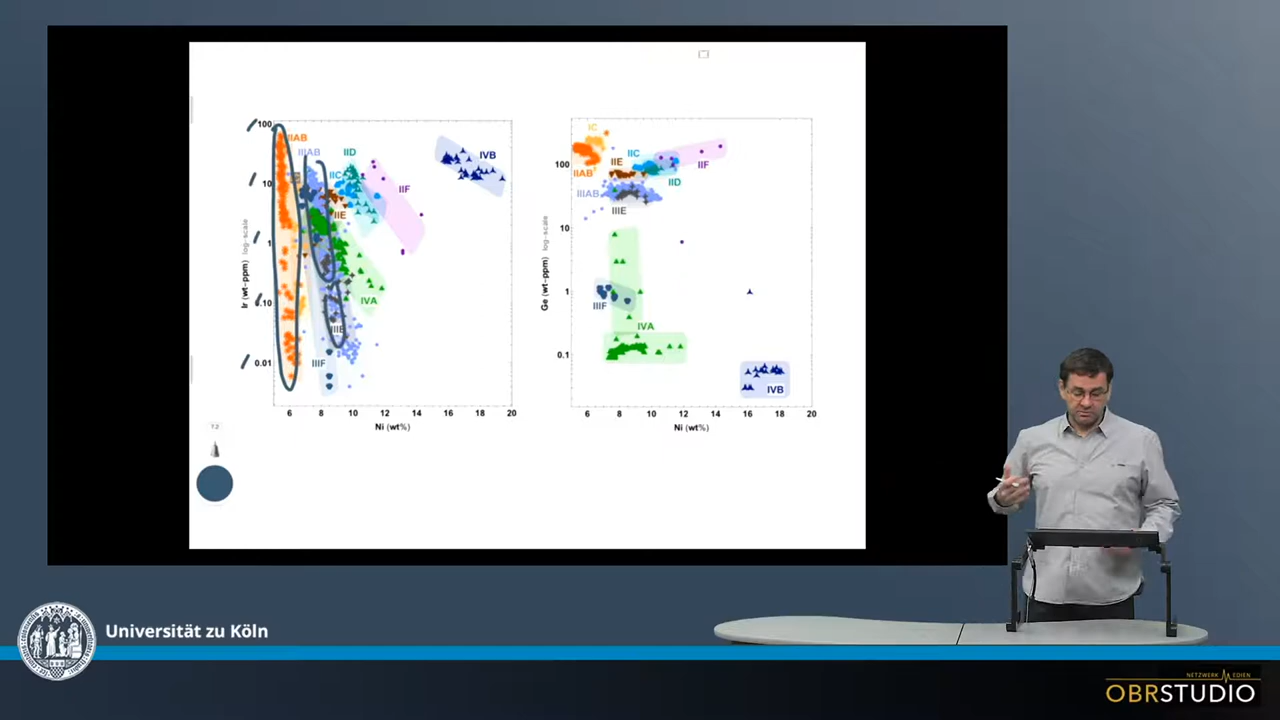 100
IIAB
IIIAB
IID
IVB
10
IIC
IIF
IIE
Ir (wt-ppm) log-scale
1
0.10
IVA
IIIE
0.01
IIIF
6 8 10 12 14 16 18 20
Ni (wt%)
IC
100
IIC
IIE
IIF
IIAB
IID
IIIAB
IIIE
10
Ge (wt-ppm) log-scale
1
IIIF
IVA
0.1
IVB
6 8 10 12 14 16 18 20
Ni (wt%)
Universität zu Köln
NETZWERK MEDIEN
OBRSTUDIO